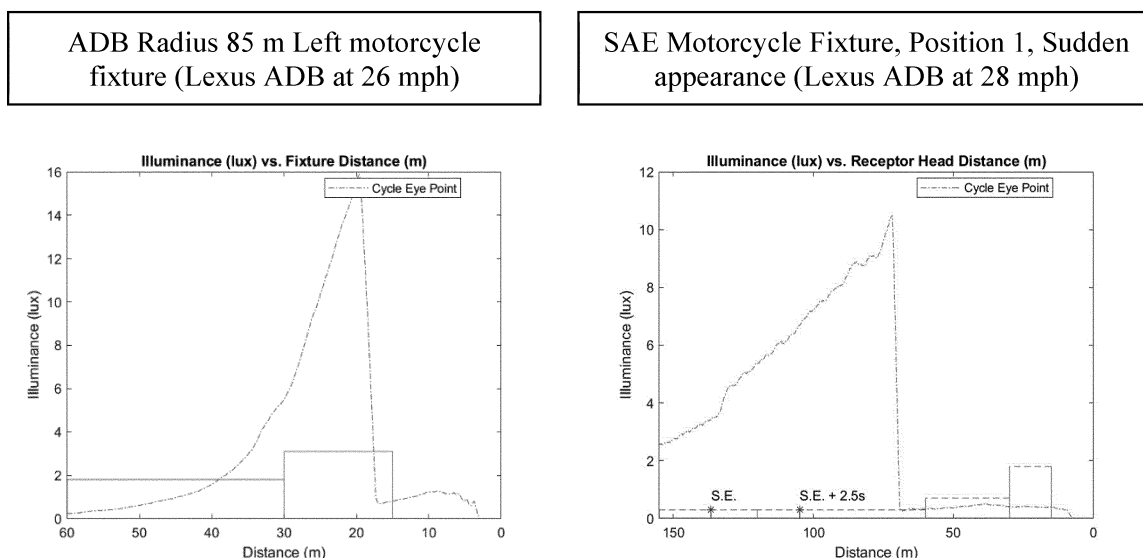 ADB Radius 85 m Left motorcycle
fixture (Lexus ADB at 26 mph)
SAE Motorcycle Fixture, Position 1, Sudden
appearance (Lexus ADB at 28 mph)
Illuminance (lux) vs. Fixture Distance (m)
Cycle Eye Point
Illuminance (lux)
16
14
12
10
8
6
4
2
0
60
50
40
30
20
10
0
Distance (m)
Illuminance (lux) vs. Receptor Head Distance (m)
Cycle Eye Point
Illuminance (lux)
12
10
8
6
4
2
0
S.E.
S.E. + 2.5s
150
100
50
0
Distance (m)